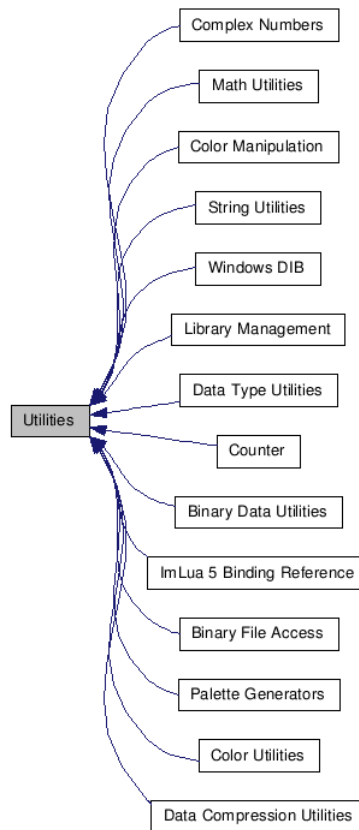 Complex Numbers
Math Utilities
Color Manipulation
String Utilities
Windows DIB
Library Management
Data Type Utilities
Utilities
Counter
Binary Data Utilities
ImLua 5 Binding Reference
Binary File Access
Palette Generators
Color Utilities
Data Compression Utilities